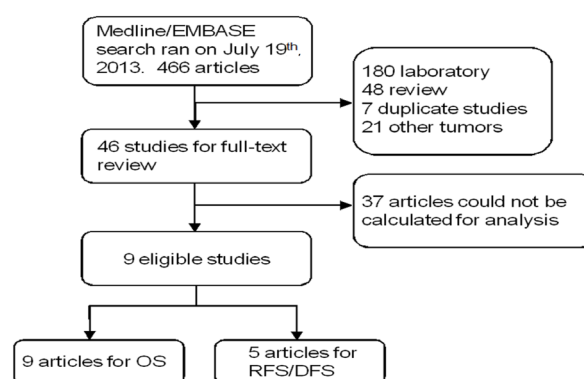 Medline/EMBASE
search ran on July 19th,
2013. 466 articles
180 laboratory
48 review
7 duplicate studies
21 other tumors
46 studies for full-text
review
37 articles could not be
calculated for analysis
9 eligible studies
9 articles for OS
5 articles for
RFS/DFS